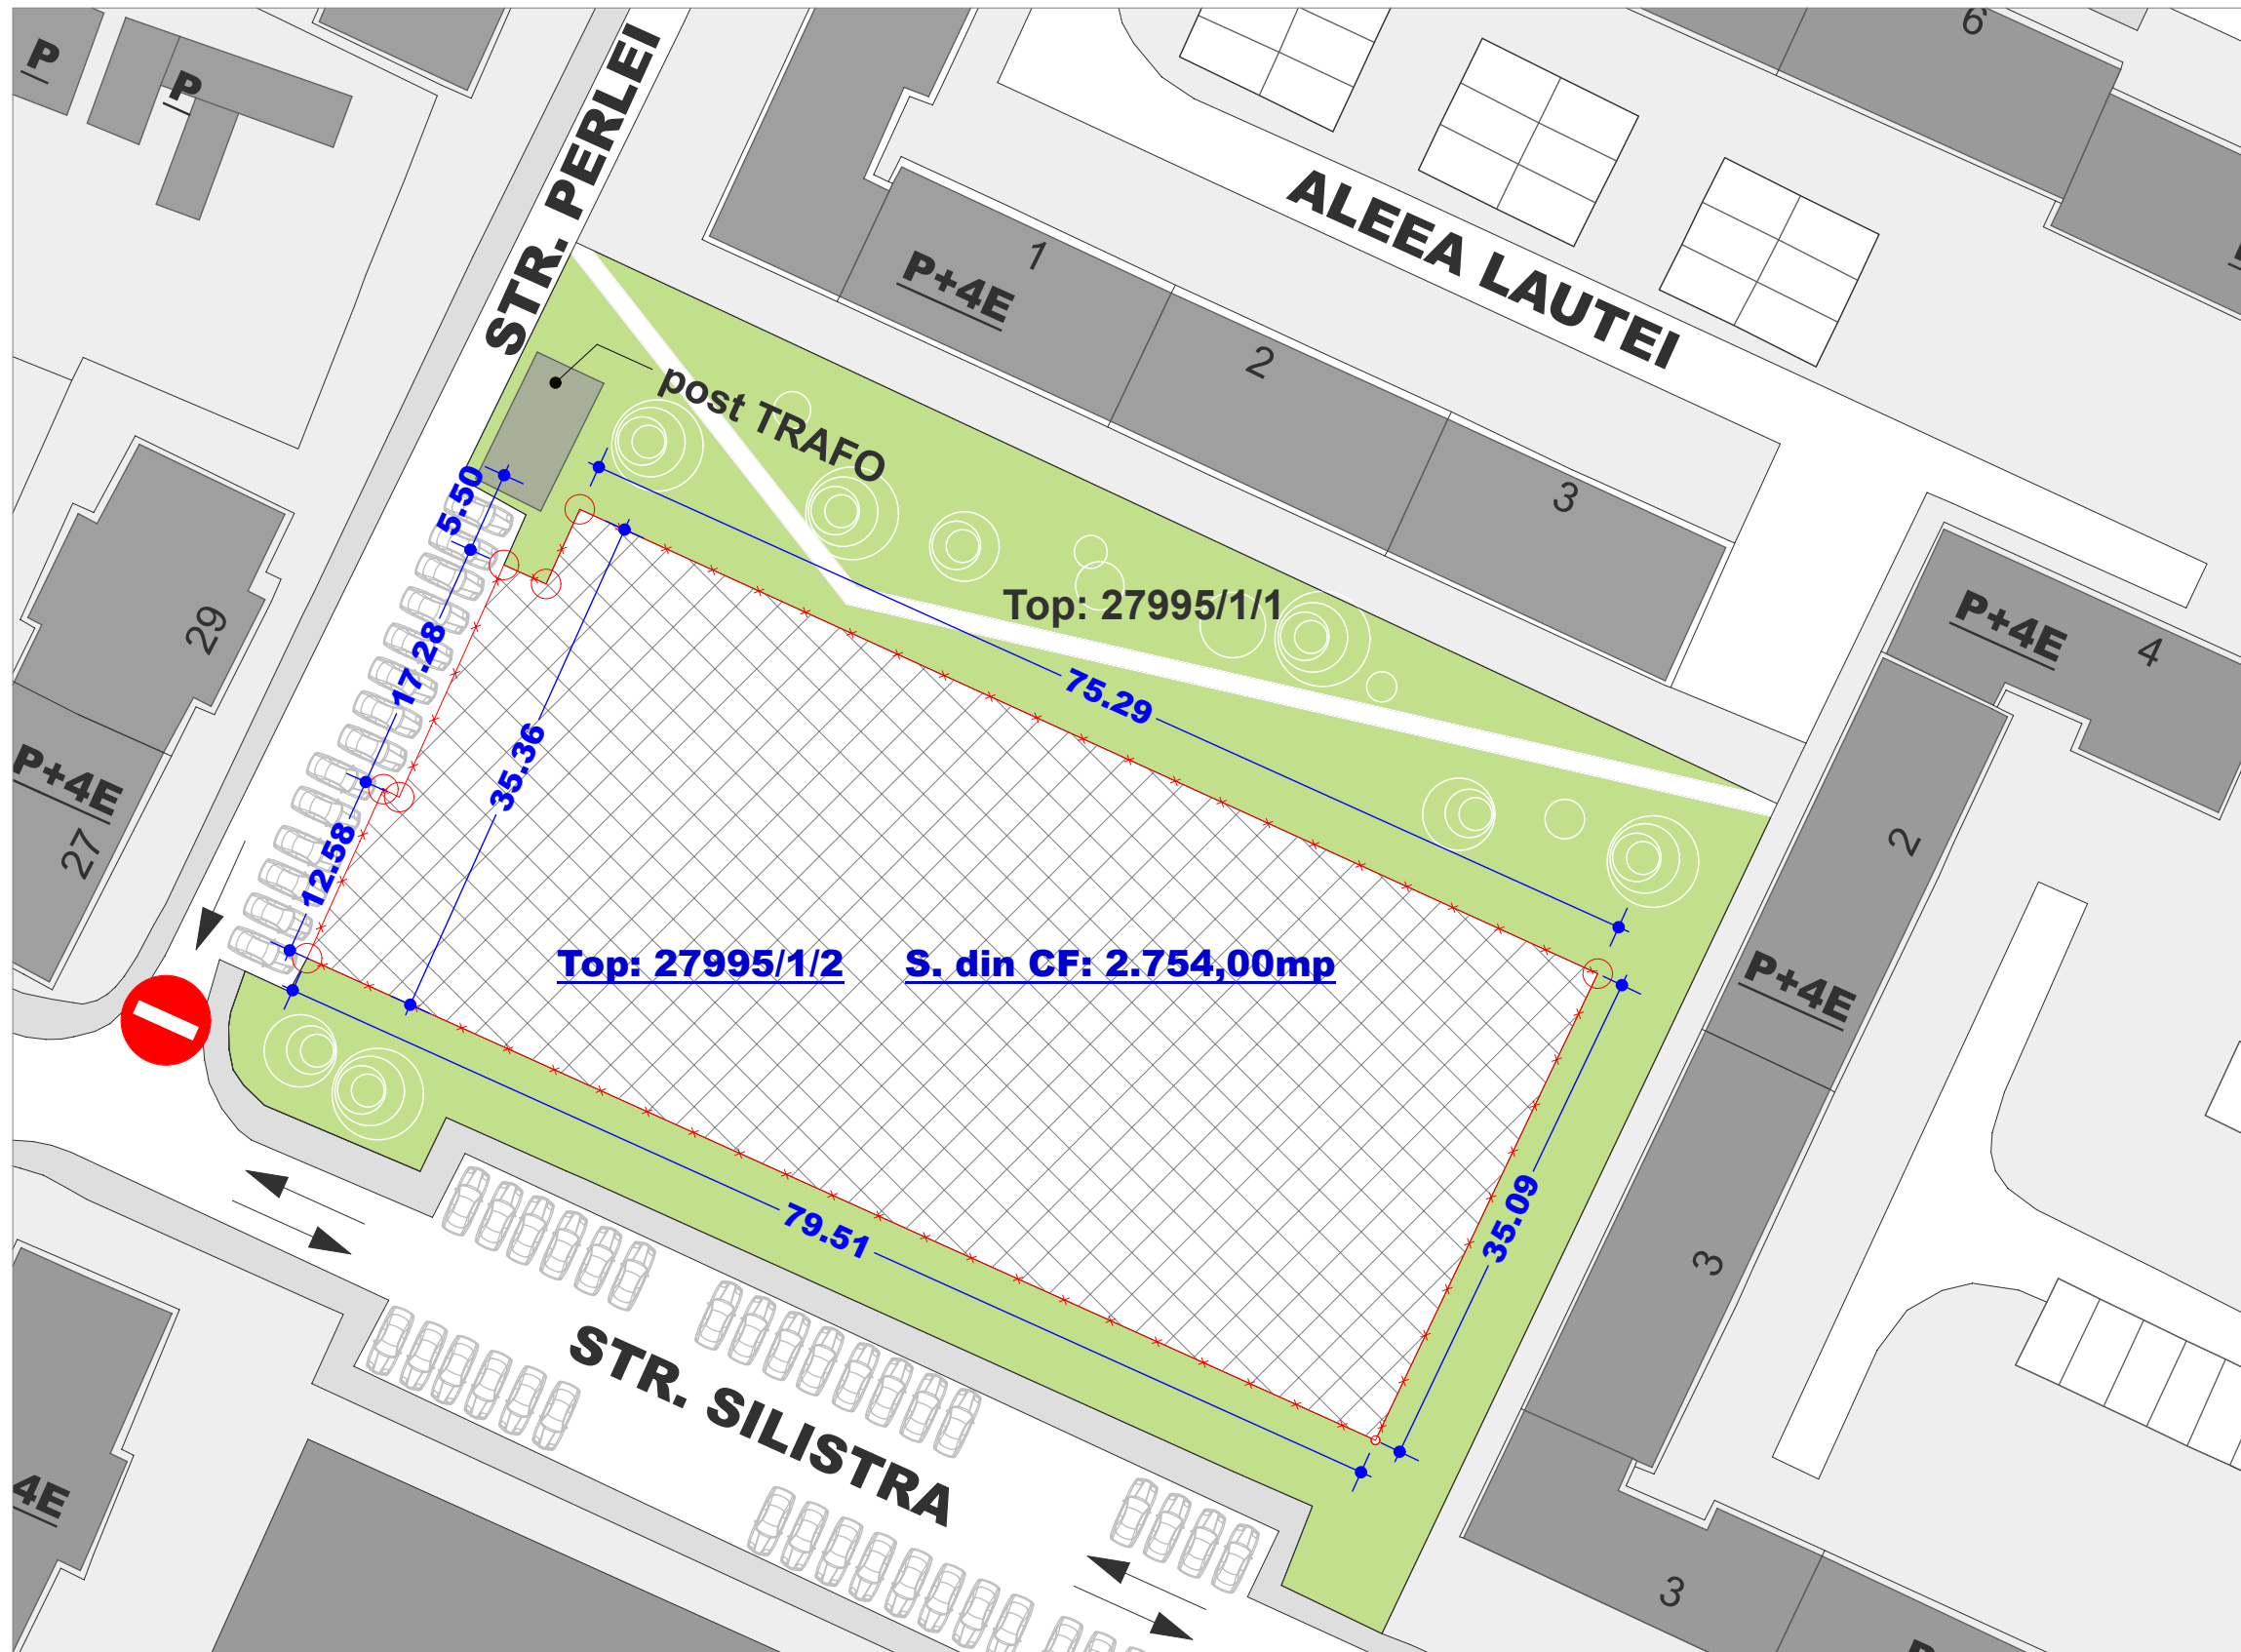 6
P
P
STR. PERLEI
ALEEA LAUTEI
1
P+4E
2
3
post TRAFO
5.50
Top: 27995/1/1
75.29
17.28
35.36
12.58
29
P+4E
27
P+4E
4
2
P+4E
3
Top: 27995/1/2 S. din CF: 2.754,00mp
35.09
79.51
STR. SILISTRA
4E
3